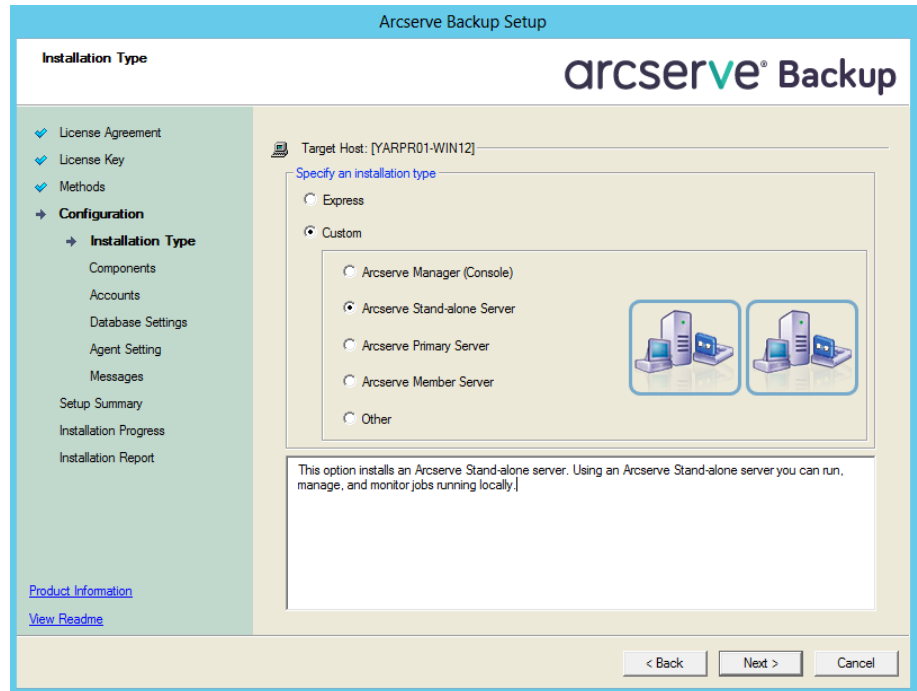 Arcserve Backup Setup
Installation Type
arcserve® Backup
License Agreement
License Key
Methods
Configuration
Installation Type
Components
Accounts
Database Settings
Agent Setting
Messages
Setup Summary
Installation Progress
Installation Report
Product Information
View Readme
Target Host: [YARPR01-WIN12]
Specify an installation type
Express
Custom
Arcserve Manager (Console)
Arcserve Stand-alone Server
Arcserve Primary Server
Arcserve Member Server
Other
This option installs an Arcserve Stand-alone server. Using an Arcserve Stand-alone server you can run,
manage, and monitor jobs running locally.
< Back
Next >
Cancel